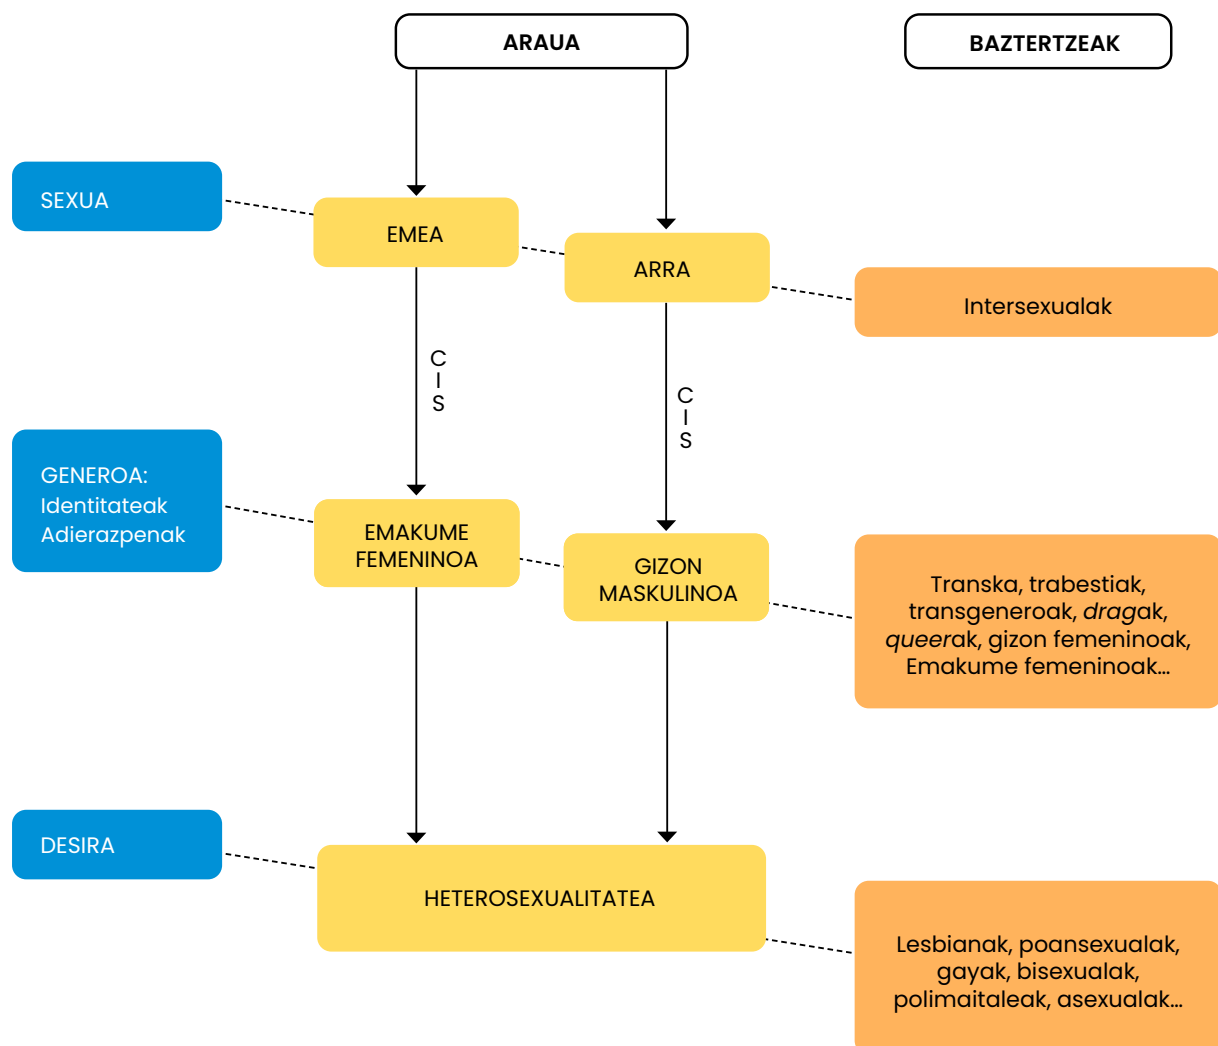 ARAUA
BAZTERTZEAK
SEXUA
EMEA
ARRA
Intersexualak
C
I
S
C
I
S
GENEROA:
Identitateak
Adierazpenak
EMAKUME
FEMENINOA
GIZON
MASKULINOA
Transka, trabestiak,
transgeneroak, dragak,
queerak, gizon femeninoak,
Emakume femeninoak…
DESIRA
HETEROSEXUALITATEA
Lesbianak, poansexualak,
gayak, bisexualak,
polimaitaleak, asexualak…